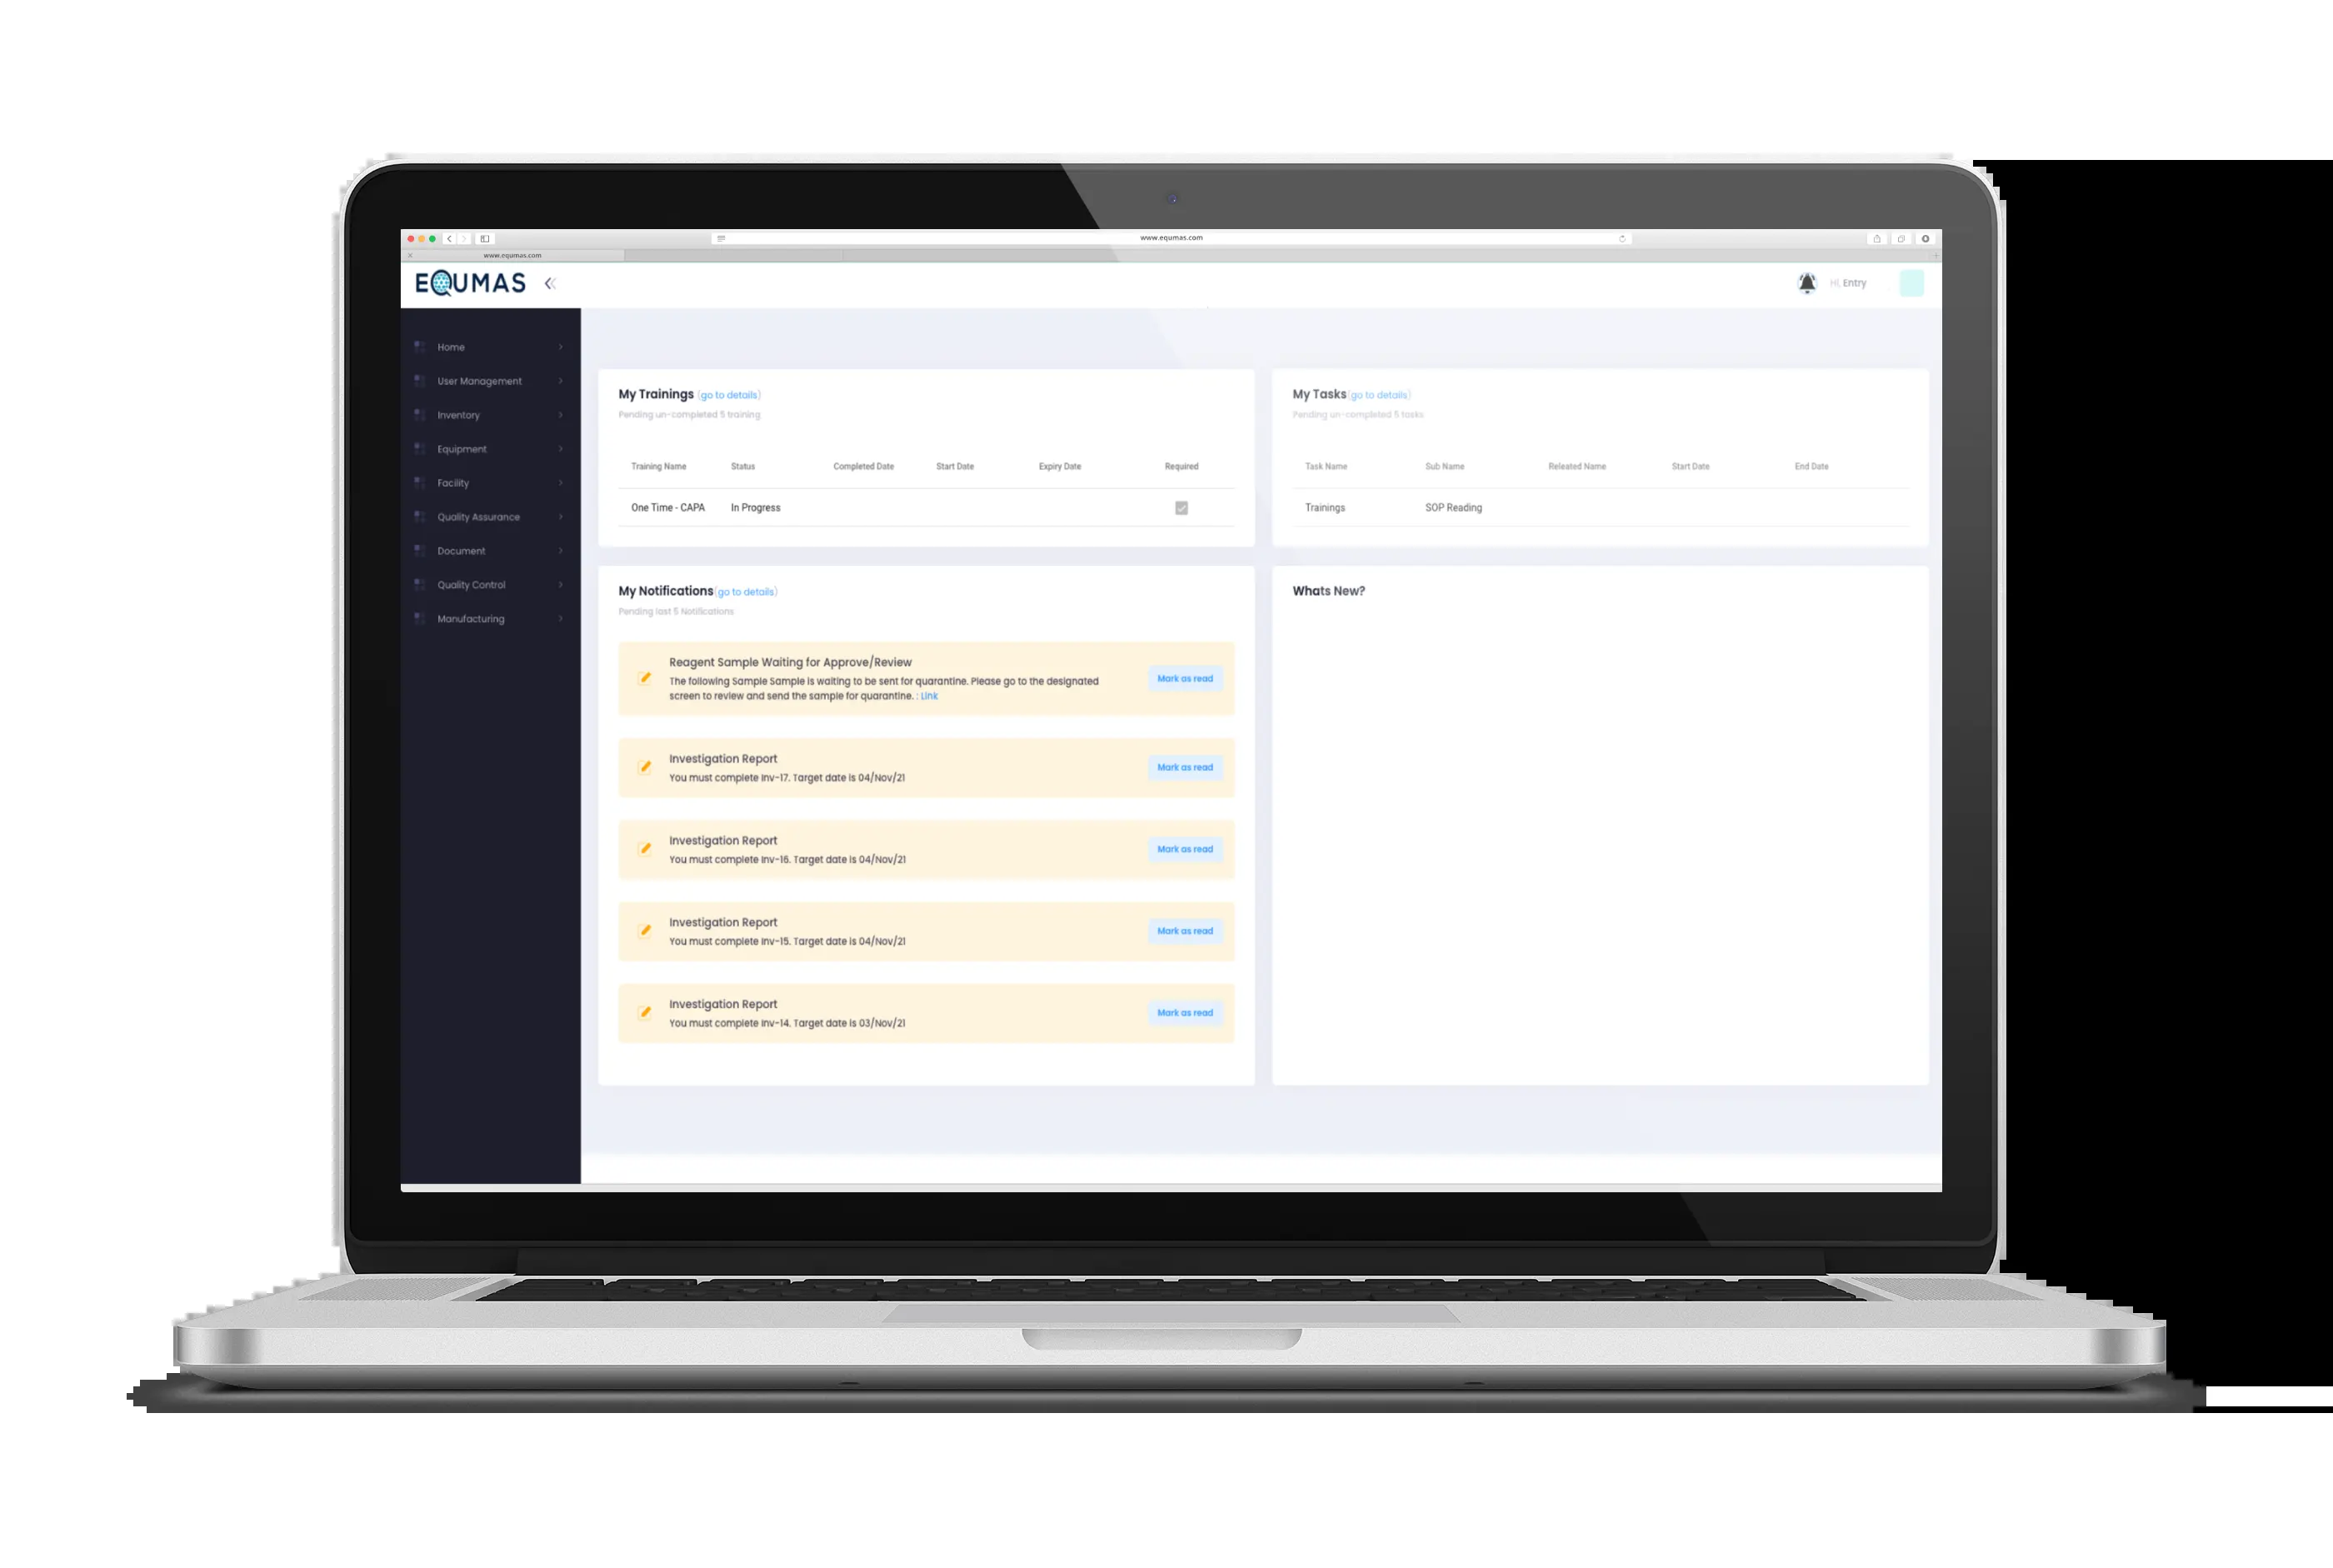 www.equmas.com
www.equmas.com
EQUMAS
Hi, Entry
Home
User Management
Inventory
Equipment
Facility
Quality Assurance
Document
Quality Control
Manufacturing
My Trainings (go to details)
Pending un-completed 5 training
Training Name Status Completed Date Start Date Expiry Date Required
One Time - CAPA In Progress
My Tasks(go to details)
Pending un-completed 5 tasks
Task Name Sub Name Releated Name Start Date End Date
Trainings SOP Reading
My Notifications(go to details)
Pending last 5 Notifications
Reagent Sample Waiting for Approve/Review
The following Sample Sample is waiting to be sent for quarantine. Please go to the designated
screen to review and send the sample for quarantine. : Link
Mark as read
Investigation Report
You must complete Inv-17. Target date is 04/Nov/21
Mark as read
Investigation Report
You must complete Inv-16. Target date is 04/Nov/21
Mark as read
Investigation Report
You must complete Inv-15. Target date is 04/Nov/21
Mark as read
Investigation Report
You must complete Inv-14. Target date is 03/Nov/21
Mark as read
Whats New?